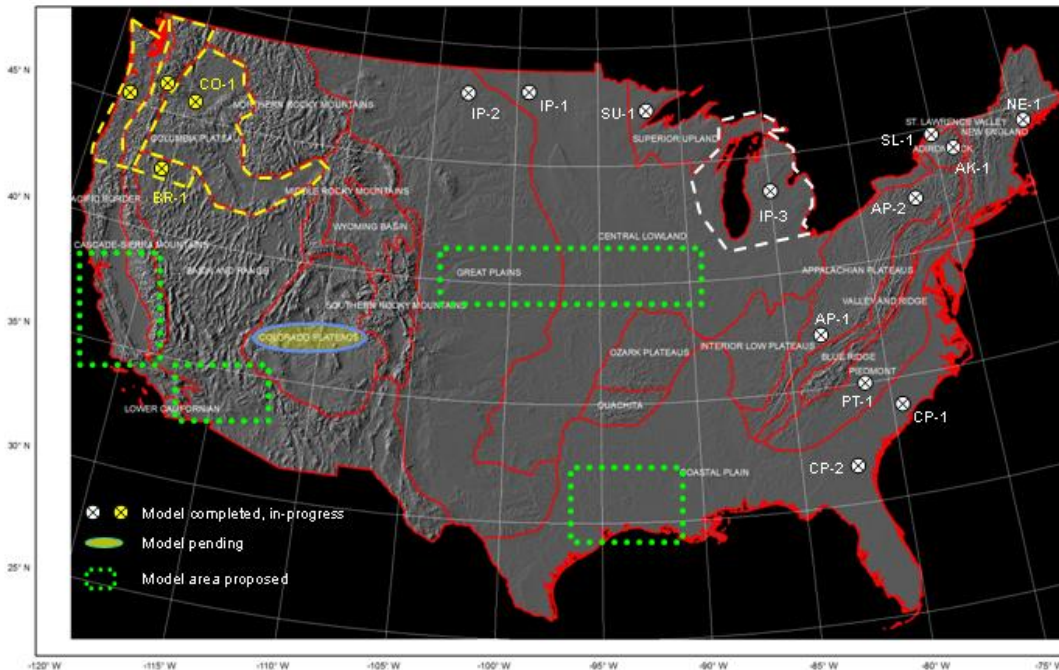 45° N
40° N
35° N
30° N
25° N
CO-1
NORTHERN ROCKY MOUNTAINS
COLUMBIA PLATEA
BR-1
PACIFIC BORDER
MIDDLE ROCKY MOUNTAINS
WYOMING BASIN
CASCADE-SIERRA MOUNTAINS
BASIN AND RANGE
SOUTHERN ROCKY MOUNTAINS
COLORADO PLATEAUS
LOWER CALIFORNIAN
IP-2
IP-1
SU-1
SUPERIOR UPLAND
IP-3
CENTRAL LOWLAND
GREAT PLAINS
NE-1
ST. LAWRENCE VALLEY
NEW ENGLAND
SL-1
AK-1
AP-2
APPALACHIAN PLATEAUS
VALLEY AND RIDGE
AP-1
INTERIOR LOW PLATEAUS
OZARK PLATEAUS
BLUE RIDGE
PIEDMONT
PT-1
OUACHITA
CP-1
CP-2
COASTAL PLAIN
Model completed, in-progress
Model pending
Model area proposed
-120° W
-115° W
-110° W
-105° W
-100° W
-95° W
-90° W
-85° W
-80° W
-75°